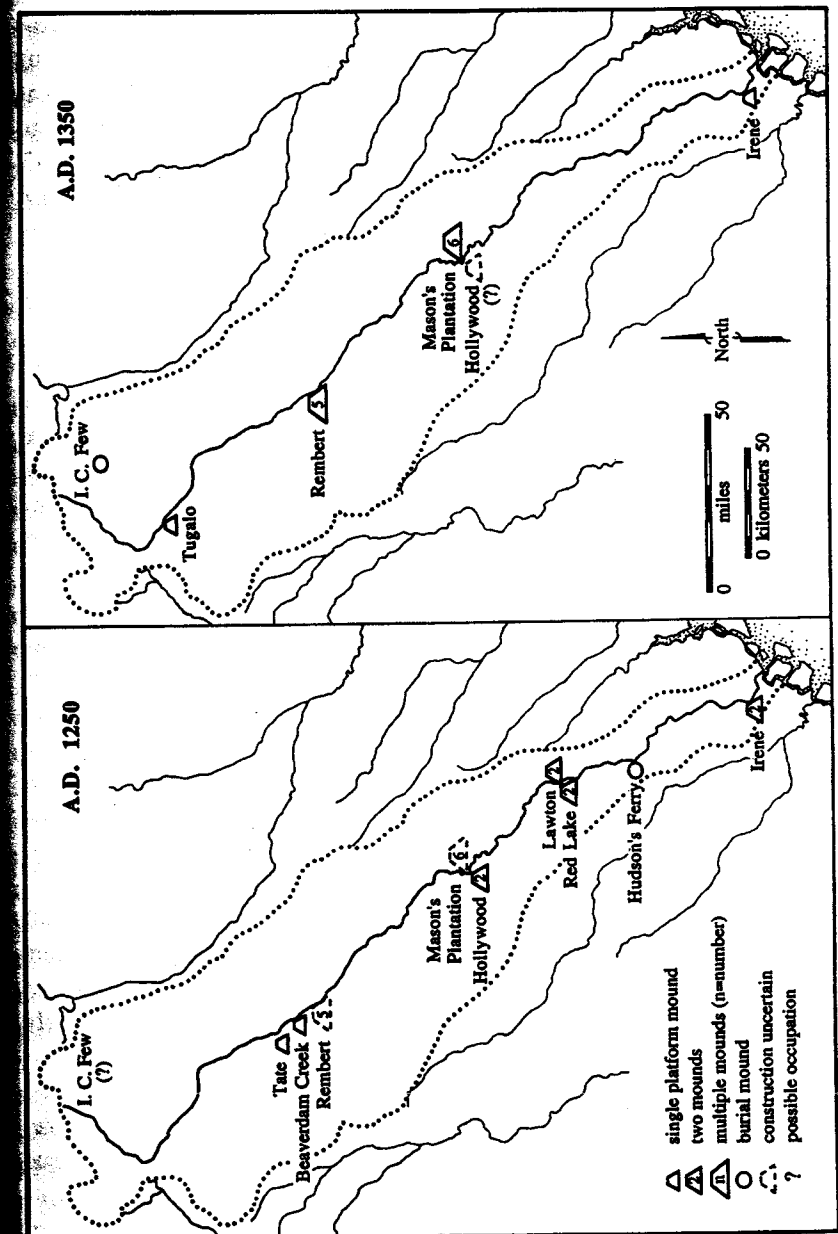 A.D. 1250
I. C. Few
(?)
Tate
Beaverdam Creek
Rembert
5
Mason's
Plantation
6
Hollywood
2
Lawton
2
Red Lake
2
Hudson's Ferry
Irene
2
single platform mound
2 two mounds
n multiple mounds (n=number)
burial mound
construction uncertain
? possible occupation
A.D. 1350
I. C. Few
Tugalo
Rembert
5
Mason's
Plantation
6
Hollywood
(?)
Irene
North
0 miles 50
0 kilometers 50